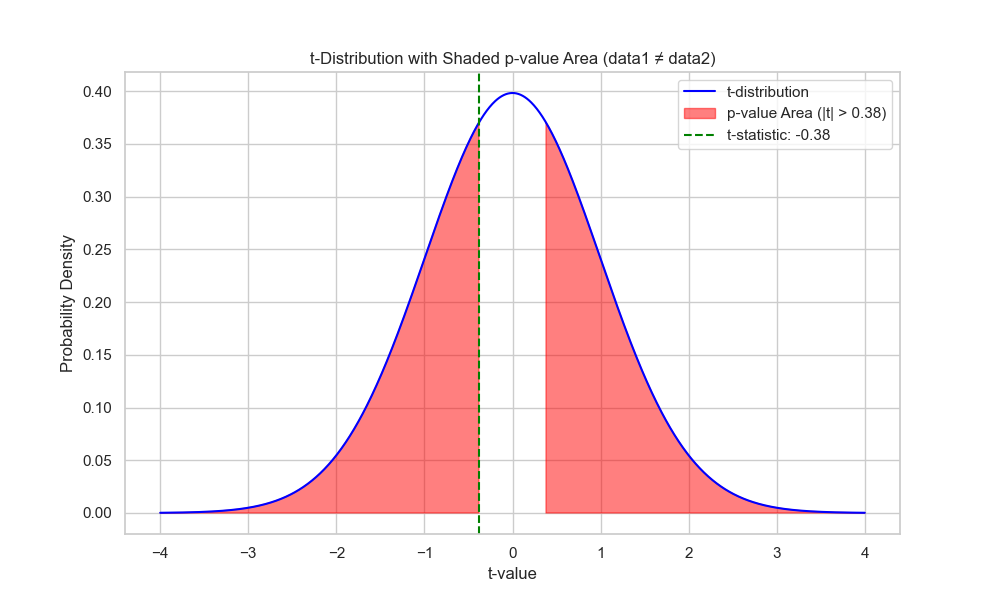 t-Distribution with Shaded p-value Area (data1 ≠ data2)
t-distribution
p-value Area (|t| > 0.38)
t-statistic: -0.38
Probability Density
0.40
0.35
0.30
0.25
0.20
0.15
0.10
0.05
0.00
−4 −3 −2 −1 0 1 2 3 4
t-value